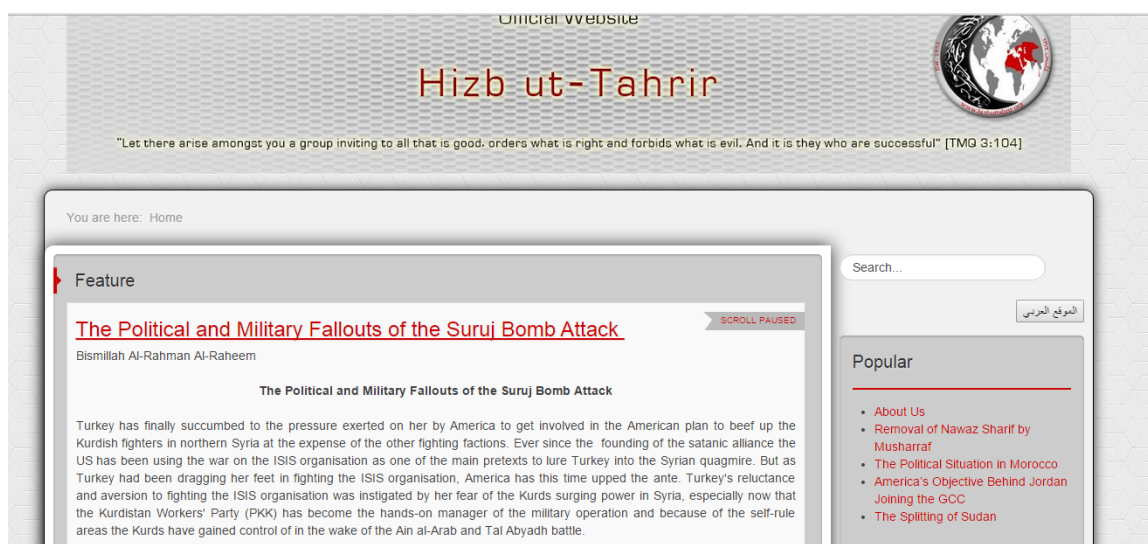 Official Website
Hizb ut-Tahrir
"Let there arise amongst you a group inviting to all that is good. orders what is right and forbids what is evil. And it is they who are successful" [TMQ 3:104]
You are here: Home
Feature
The Political and Military Fallouts of the Suruj Bomb Attack
SCROLL PAUSED
Bismillah Al-Rahman Al-Raheem
The Political and Military Fallouts of the Suruj Bomb Attack
Turkey has finally succumbed to the pressure exerted on her by America to get involved in the American plan to beef up the
Kurdish fighters in northern Syria at the expense of the other fighting factions. Ever since the founding of the satanic alliance the
US has been using the war on the ISIS organisation as one of the main pretexts to lure Turkey into the Syrian quagmire. But as
Turkey had been dragging her feet in fighting the ISIS organisation, America has this time upped the ante. Turkey's reluctance
and aversion to fighting the ISIS organisation was instigated by her fear of the Kurds surging power in Syria, especially now that
the Kurdistan Workers' Party (PKK) has become the hands-on manager of the military operation and because of the self-rule
areas the Kurds have gained control of in the wake of the Ain al-Arab and Tal Abyadh battle.
Search...
الموقع العربي
Popular
About Us
Removal of Nawaz Sharif by
Musharraf
The Political Situation in Morocco
America's Objective Behind Jordan
Joining the GCC
The Splitting of Sudan